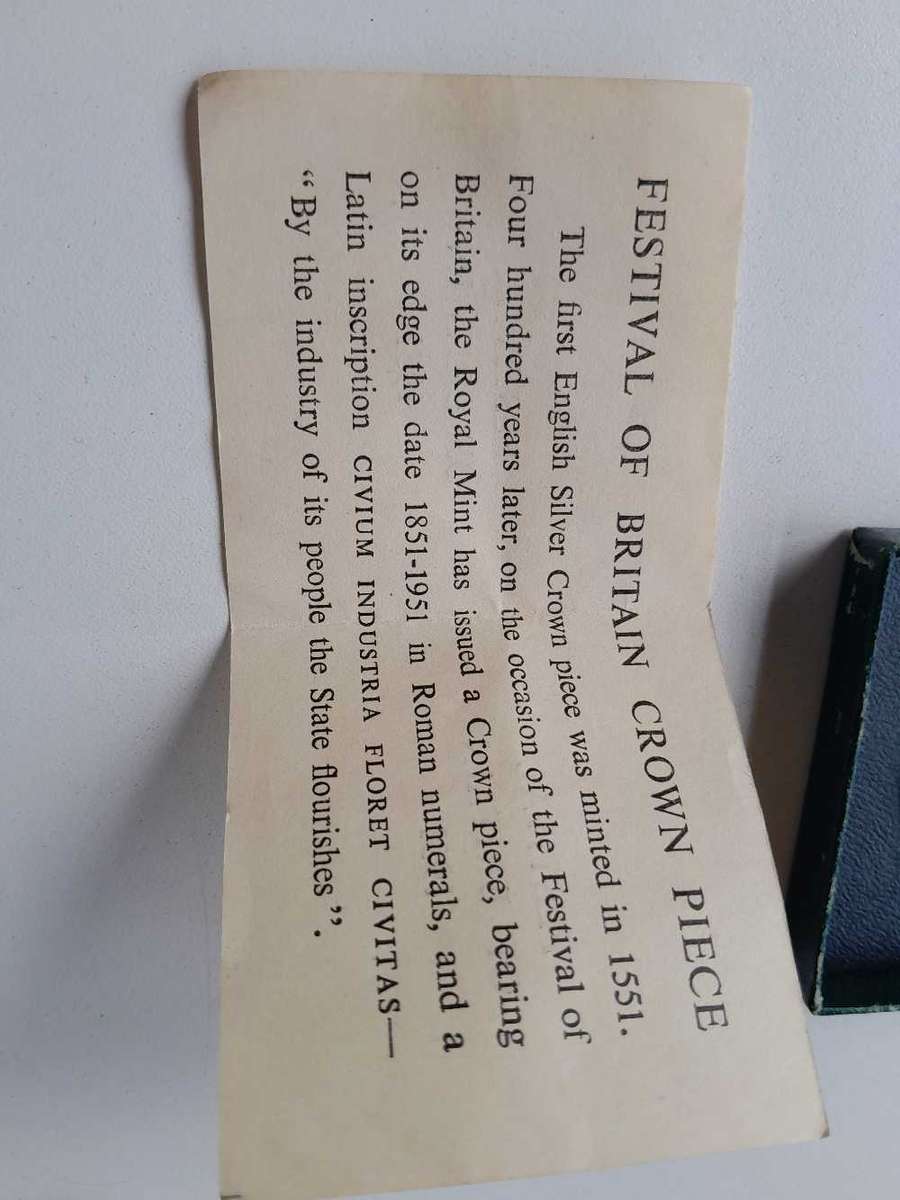 FESTIVAL OF BRITAIN CROWN PIECE
The first English Silver Crown piece was minted in 1551.
Four hundred years later, on the occasion of the Festival of
Britain, the Royal Mint has issued a Crown piece, bearing
on its edge the date 1851-1951 in Roman numerals, and a
Latin inscription CIVIUM INDUSTRIA FLORET CIVITAS—
“By the industry of its people the State flourishes”.